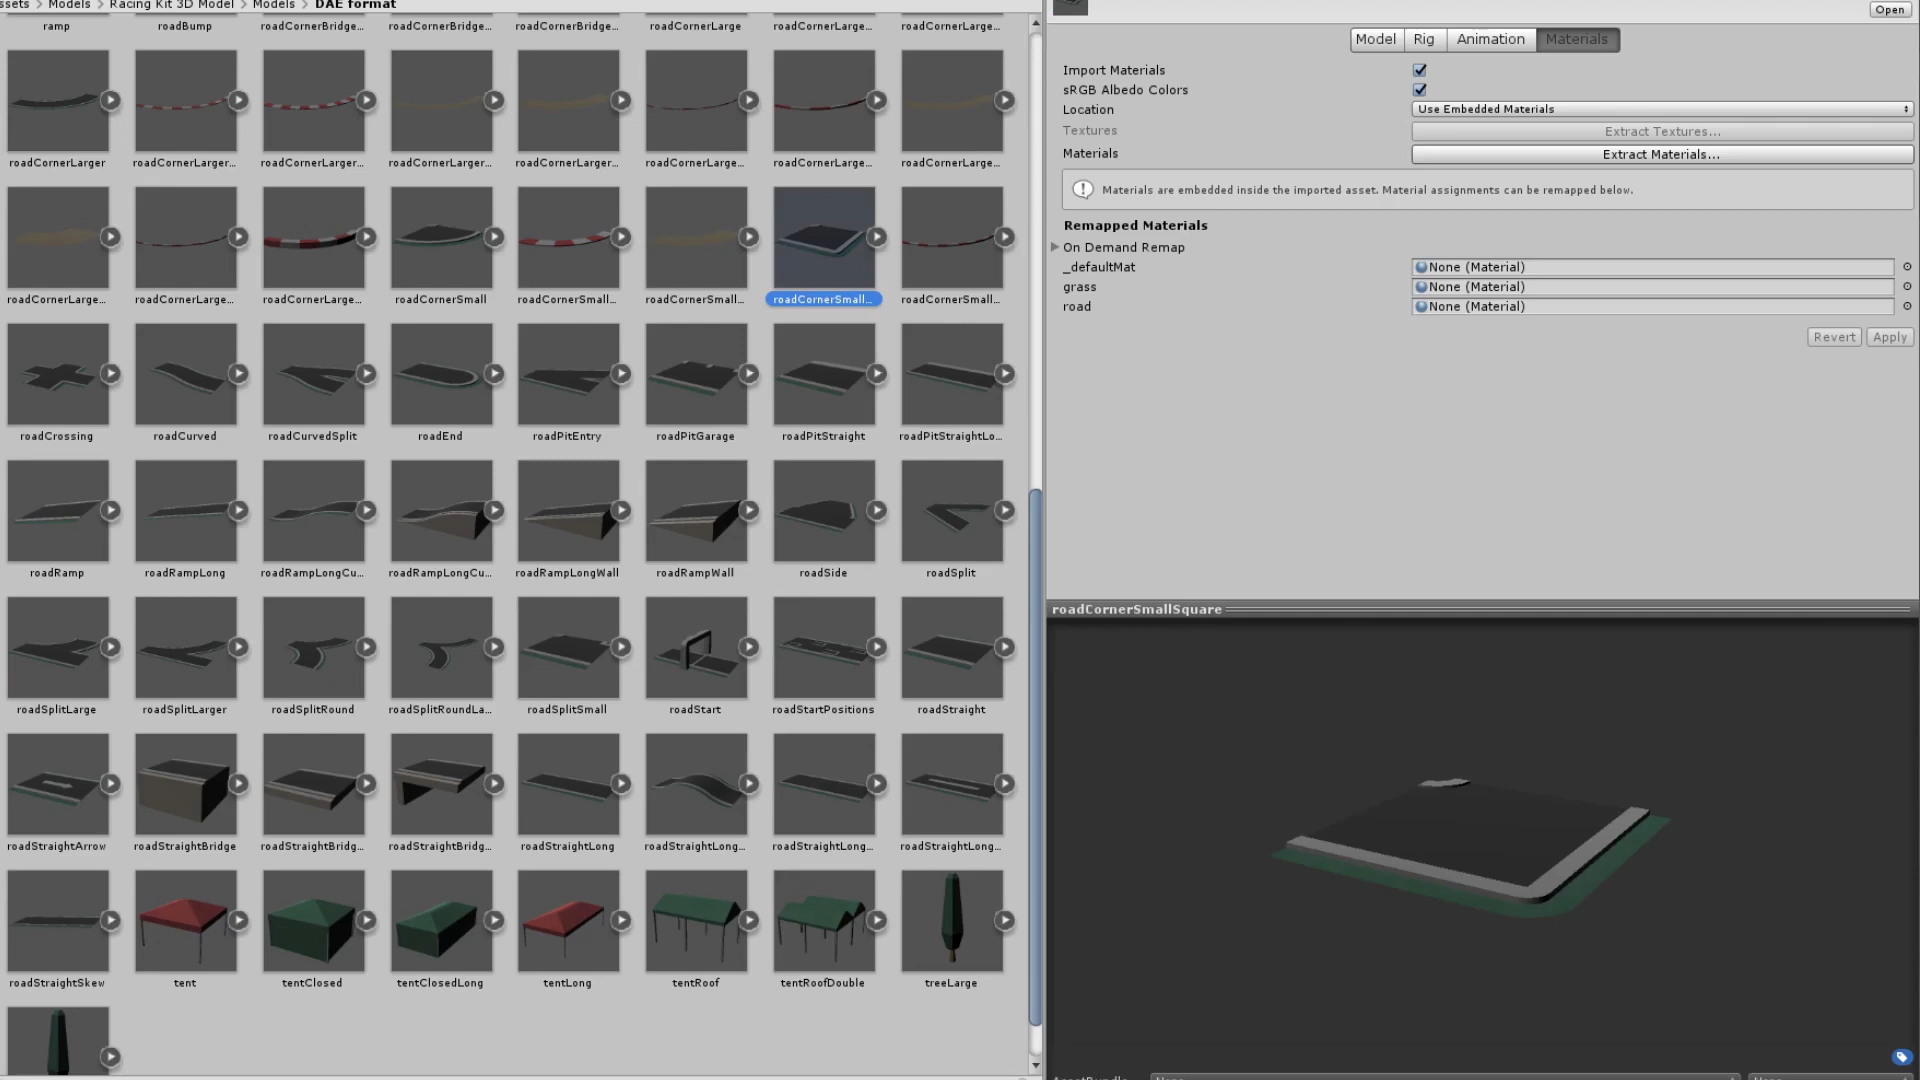 ssets > Models > Racing Kit 3D Model > Models > DAE format
ramp roadBump roadCornerBridge... roadCornerBridge... roadCornerLarge roadCornerLarge... roadCornerLarge...
roadCornerLarger roadCornerLarger... roadCornerLarger... roadCornerLarger... roadCornerLarger... roadCornerLarge... roadCornerLarge... roadCornerLarge...
roadCornerLarge... roadCornerLarge... roadCornerLarge... roadCornerSmall roadCornerSmall... roadCornerSmall... roadCornerSmall... roadCornerSmall...
roadCrossing roadCurved roadCurvedSplit roadEnd roadPitEntry roadPitGarage roadPitStraight roadPitStraightLo...
roadRamp roadRampLong roadRampLongCu... roadRampLongCu... roadRampLongWall roadRampWall roadSide roadSplit
roadSplitLarge roadSplitLarger roadSplitRound roadSplitRoundLa... roadSplitSmall roadStart roadStartPositions roadStraight
roadStraightArrow roadStraightBridge roadStraightBridg... roadStraightBridg... roadStraightLong roadStraightLong... roadStraightLong... roadStraightLong...
roadStraightSkew tent tentClosed tentClosedLong tentLong tentRoof tentRoofDouble treeLarge
Open
Model Rig Animation Materials
Import Materials
sRGB Albedo Colors
Location Use Embedded Materials
Textures Extract Textures...
Materials Extract Materials...
Materials are embedded inside the imported asset. Material assignments can be remapped below.
Remapped Materials
On Demand Remap
_defaultMat None (Material)
grass None (Material)
road None (Material)
Revert Apply
roadCornerSmallSquare